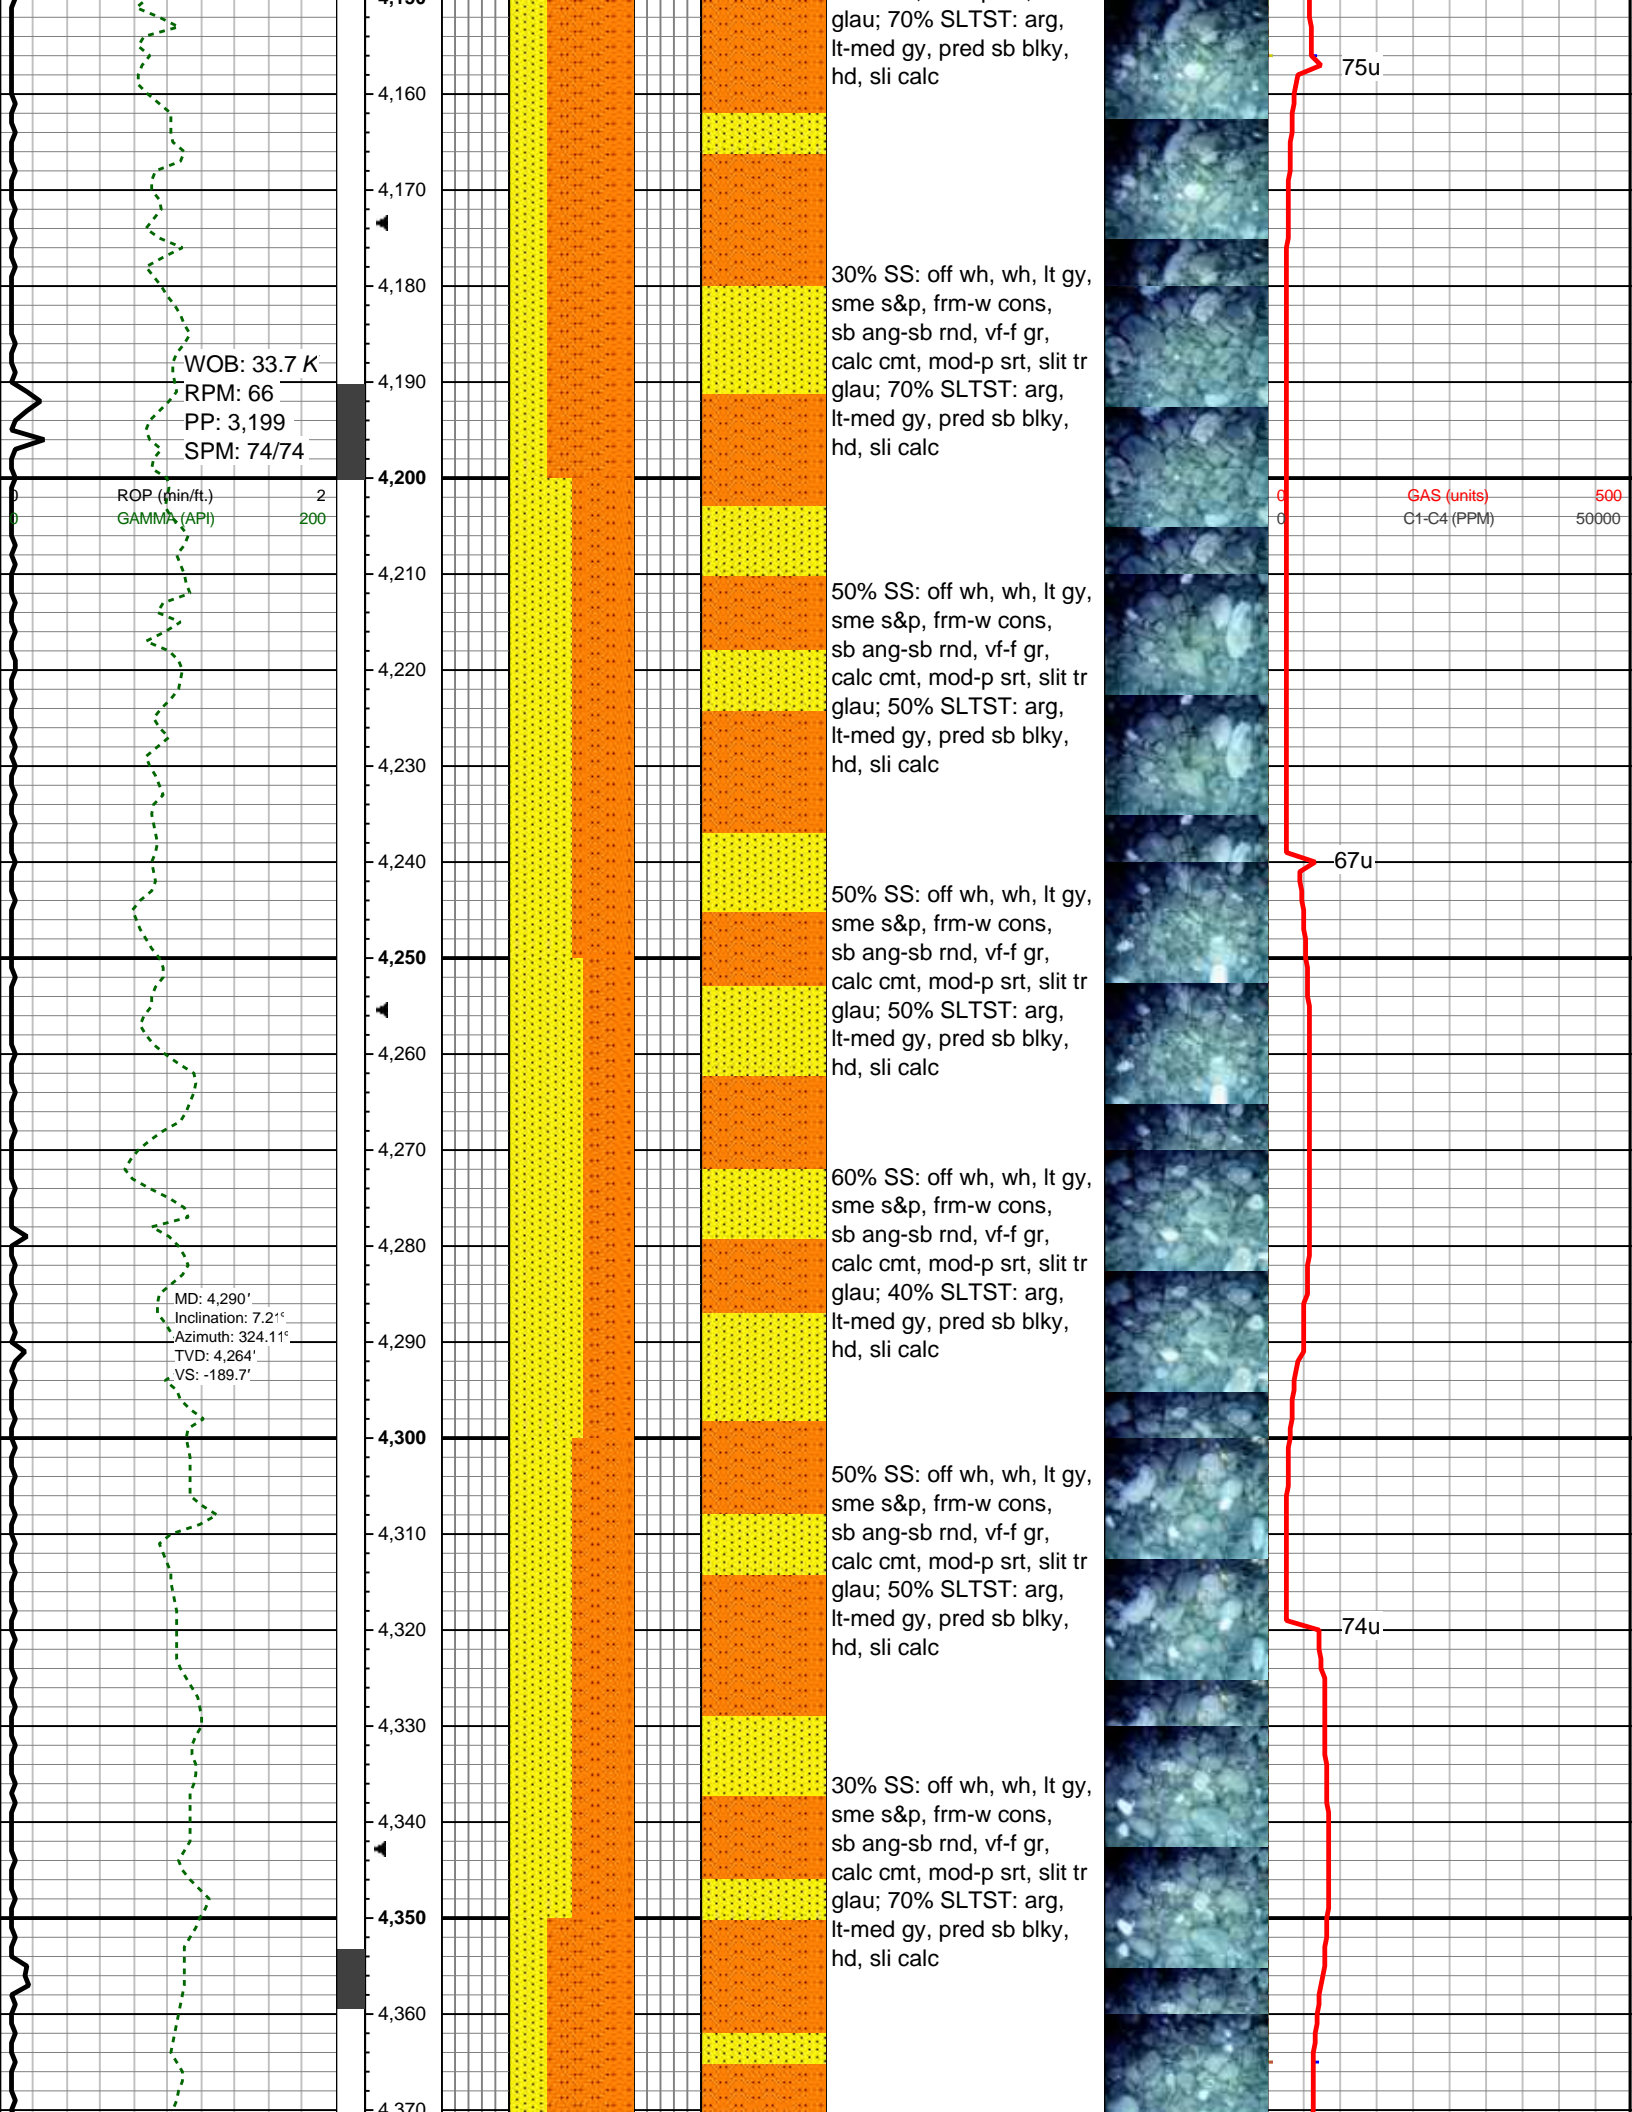 4,150
glau; 70% SLTST: arg,
lt-med gy, pred sb blky,
hd, sli calc
75u
4,160
4,170
4,180
30% SS: off wh, wh, lt gy,
sme s&p, frm-w cons,
sb ang-sb rnd, vf-f gr,
calc cmt, mod-p srt, slit tr
glau; 70% SLTST: arg,
lt-med gy, pred sb blky,
hd, sli calc
WOB: 33.7 K
RPM: 66
PP: 3,199
SPM: 74/74
4,190
4,200
0 ROP (min/ft.) 2
0 GAMMA (API) 200
0 GAS (units) 500
0 C1-C4 (PPM) 50000
4,210
50% SS: off wh, wh, lt gy,
sme s&p, frm-w cons,
sb ang-sb rnd, vf-f gr,
calc cmt, mod-p srt, slit tr
glau; 50% SLTST: arg,
lt-med gy, pred sb blky,
hd, sli calc
4,220
4,230
4,240
67u
50% SS: off wh, wh, lt gy,
sme s&p, frm-w cons,
sb ang-sb rnd, vf-f gr,
calc cmt, mod-p srt, slit tr
glau; 50% SLTST: arg,
lt-med gy, pred sb blky,
hd, sli calc
4,250
4,260
4,270
60% SS: off wh, wh, lt gy,
sme s&p, frm-w cons,
sb ang-sb rnd, vf-f gr,
calc cmt, mod-p srt, slit tr
glau; 40% SLTST: arg,
lt-med gy, pred sb blky,
hd, sli calc
4,280
MD: 4,290'
Inclination: 7.21°
Azimuth: 324.11°
TVD: 4,264'
VS: -189.7'
4,290
4,300
50% SS: off wh, wh, lt gy,
sme s&p, frm-w cons,
sb ang-sb rnd, vf-f gr,
calc cmt, mod-p srt, slit tr
glau; 50% SLTST: arg,
lt-med gy, pred sb blky,
hd, sli calc
4,310
4,320
74u
4,330
30% SS: off wh, wh, lt gy,
sme s&p, frm-w cons,
sb ang-sb rnd, vf-f gr,
calc cmt, mod-p srt, slit tr
glau; 70% SLTST: arg,
lt-med gy, pred sb blky,
hd, sli calc
4,340
4,350
4,360
4,370